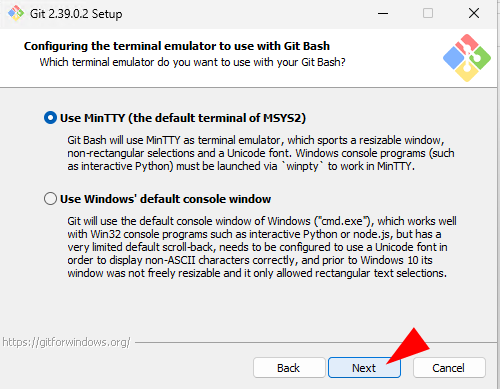 Git 2.39.0.2 Setup
Configuring the terminal emulator to use with Git Bash
Which terminal emulator do you want to use with your Git Bash?
Use MinTTY (the default terminal of MSYS2)
Git Bash will use MinTTY as terminal emulator, which sports a resizable window,
non-rectangular selections and a Unicode font. Windows console programs (such
as interactive Python) must be launched via `winpty` to work in MinTTY.
Use Windows' default console window
Git will use the default console window of Windows ("cmd.exe"), which works well
with Win32 console programs such as interactive Python or node.js, but has a
very limited default scroll-back, needs to be configured to use a Unicode font in
order to display non-ASCII characters correctly, and prior to Windows 10 its
window was not freely resizable and it only allowed rectangular text selections.
https://gitforwindows.org/
Back
Next
Cancel